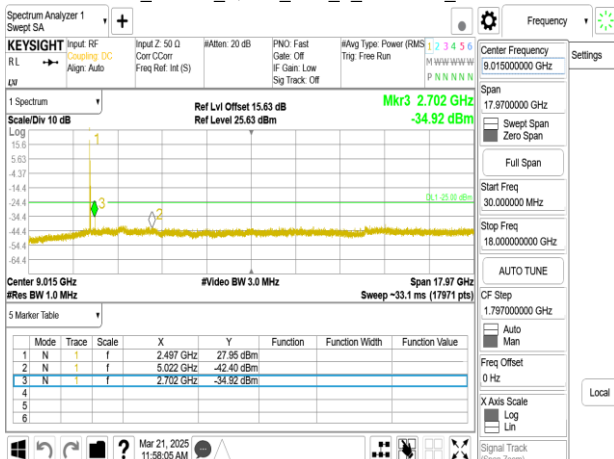 Spectrum Analyzer 1
Swept SA
Frequency
KEYSIGHT
RL
Input: RF
Coupling: DC
Align: Auto
Input Z: 50 Ω
Corr CCorr
Freq Ref: Int (S)
#Atten: 20 dB
PNO: Fast
Gate: Off
IF Gain: Low
Sig Track: Off
#Avg Type: Power (RMS
Trig: Free Run
1 2 3 4 5 6
M W W W W W
P N N N N N
Center Frequency
9.015000000 GHz
Settings
Span
17.9700000 GHz
Swept Span
Zero Span
Full Span
Start Freq
30.000000 MHz
Stop Freq
18.000000000 GHz
AUTO TUNE
CF Step
1.797000000 GHz
Auto
Man
Freq Offset
0 Hz
X Axis Scale
Log
Lin
Local
Signal Track
(Span Zoom)
1 Spectrum
Scale/Div 10 dB
Ref Lvl Offset 15.63 dB
Ref Level 25.63 dBm
Mkr3 2.702 GHz
-34.92 dBm
Log
15.6
5.63
-4.37
-14.4
-24.4
-34.4
-44.4
-54.4
-64.4
1
3
2
DL1 -25.00 dBm
Center 9.015 GHz
#Res BW 1.0 MHz
#Video BW 3.0 MHz
Span 17.97 GHz
Sweep ~33.1 ms (17971 pts)
5 Marker Table
Mode Trace Scale X Y Function Function Width Function Value
1 N 1 f 2.497 GHz 27.95 dBm
2 N 1 f 5.022 GHz -42.40 dBm
3 N 1 f 2.702 GHz -34.92 dBm
4
5
6
?
Mar 21, 2025
11:58:05 AM